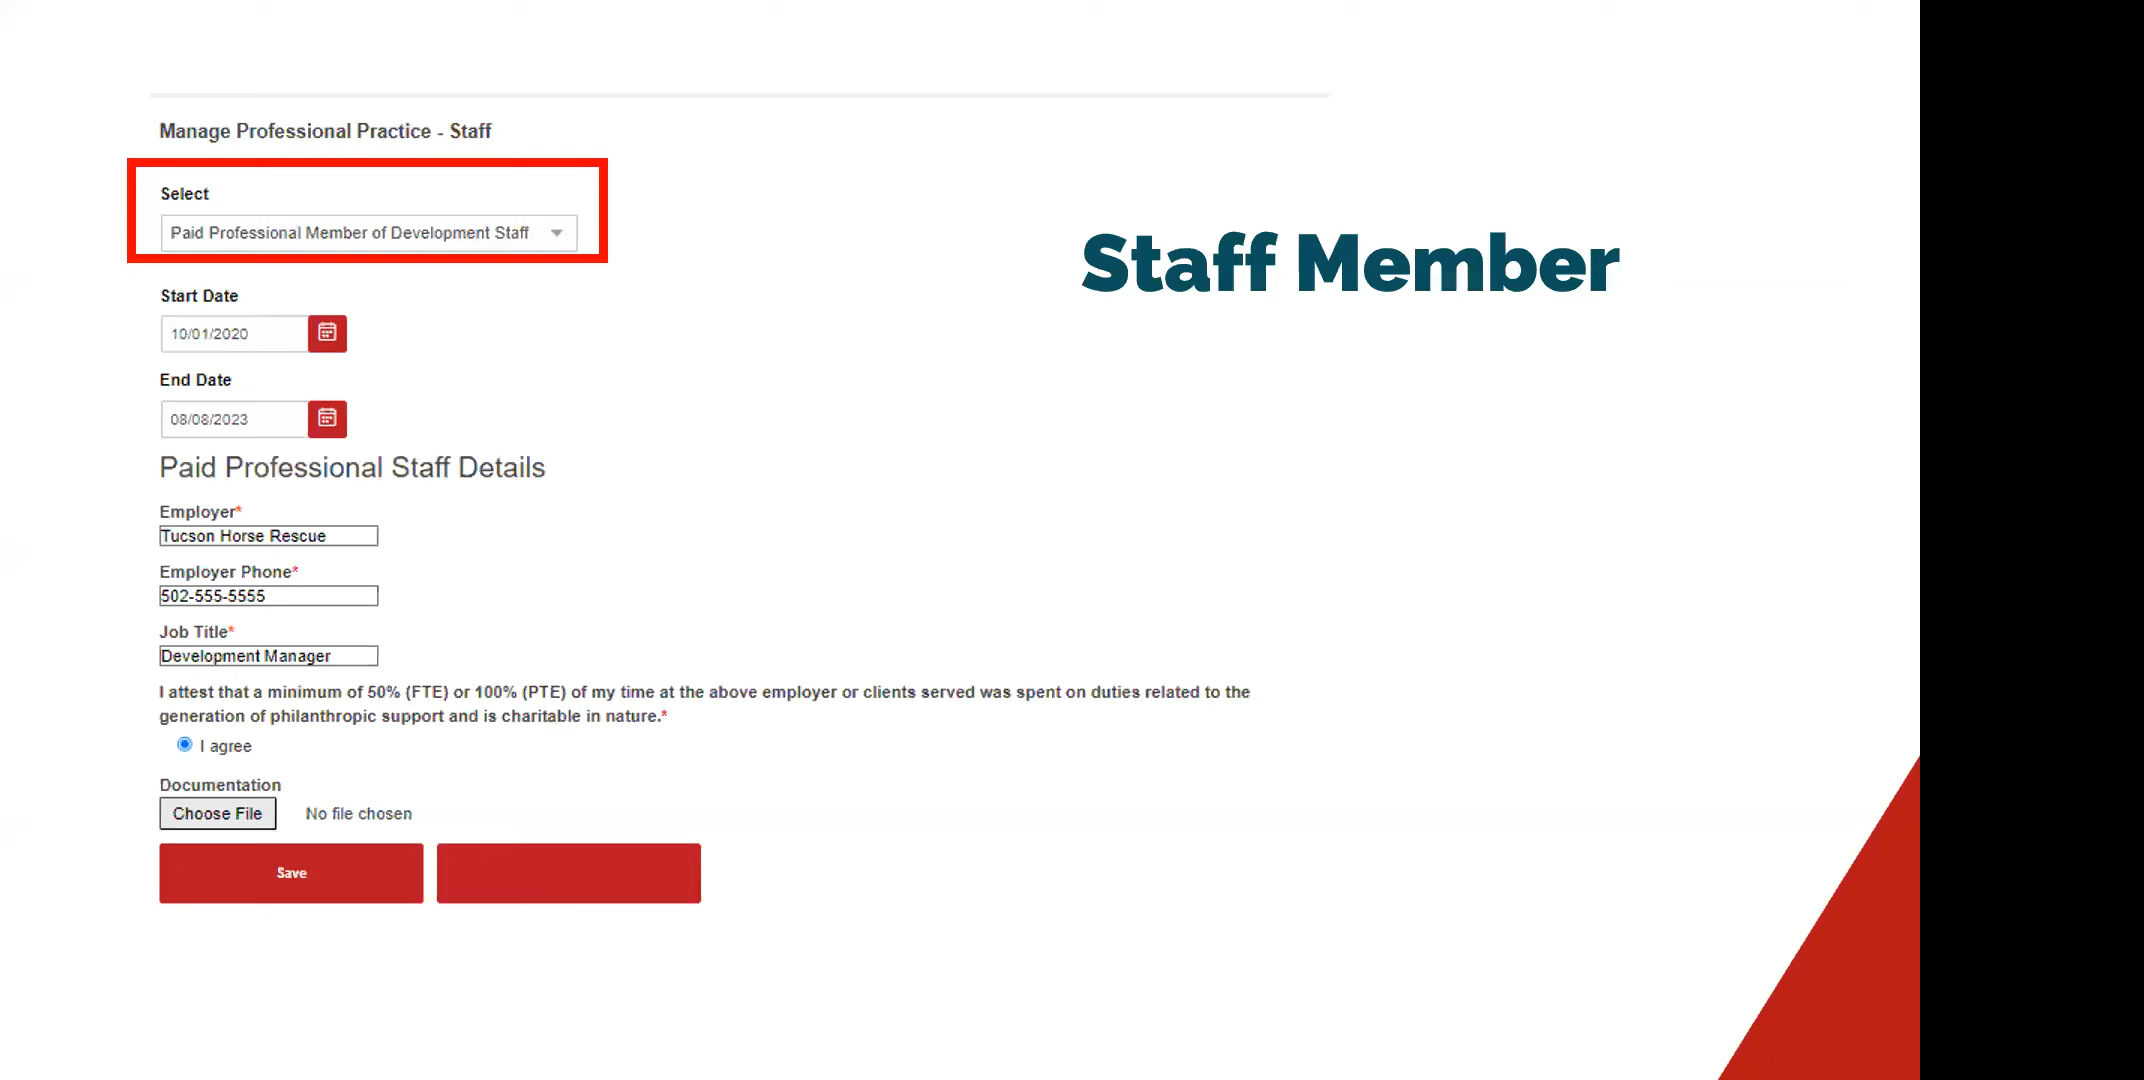 Manage Professional Practice - Staff
Select
Paid Professional Member of Development Staff
Staff Member
Start Date
10/01/2020
End Date
08/08/2023
Paid Professional Staff Details
Employer*
Tucson Horse Rescue
Employer Phone*
502-555-5555
Job Title*
Development Manager
I attest that a minimum of 50% (FTE) or 100% (PTE) of my time at the above employer or clients served was spent on duties related to the
generation of philanthropic support and is charitable in nature.*
I agree
Documentation
Choose File No file chosen
Save